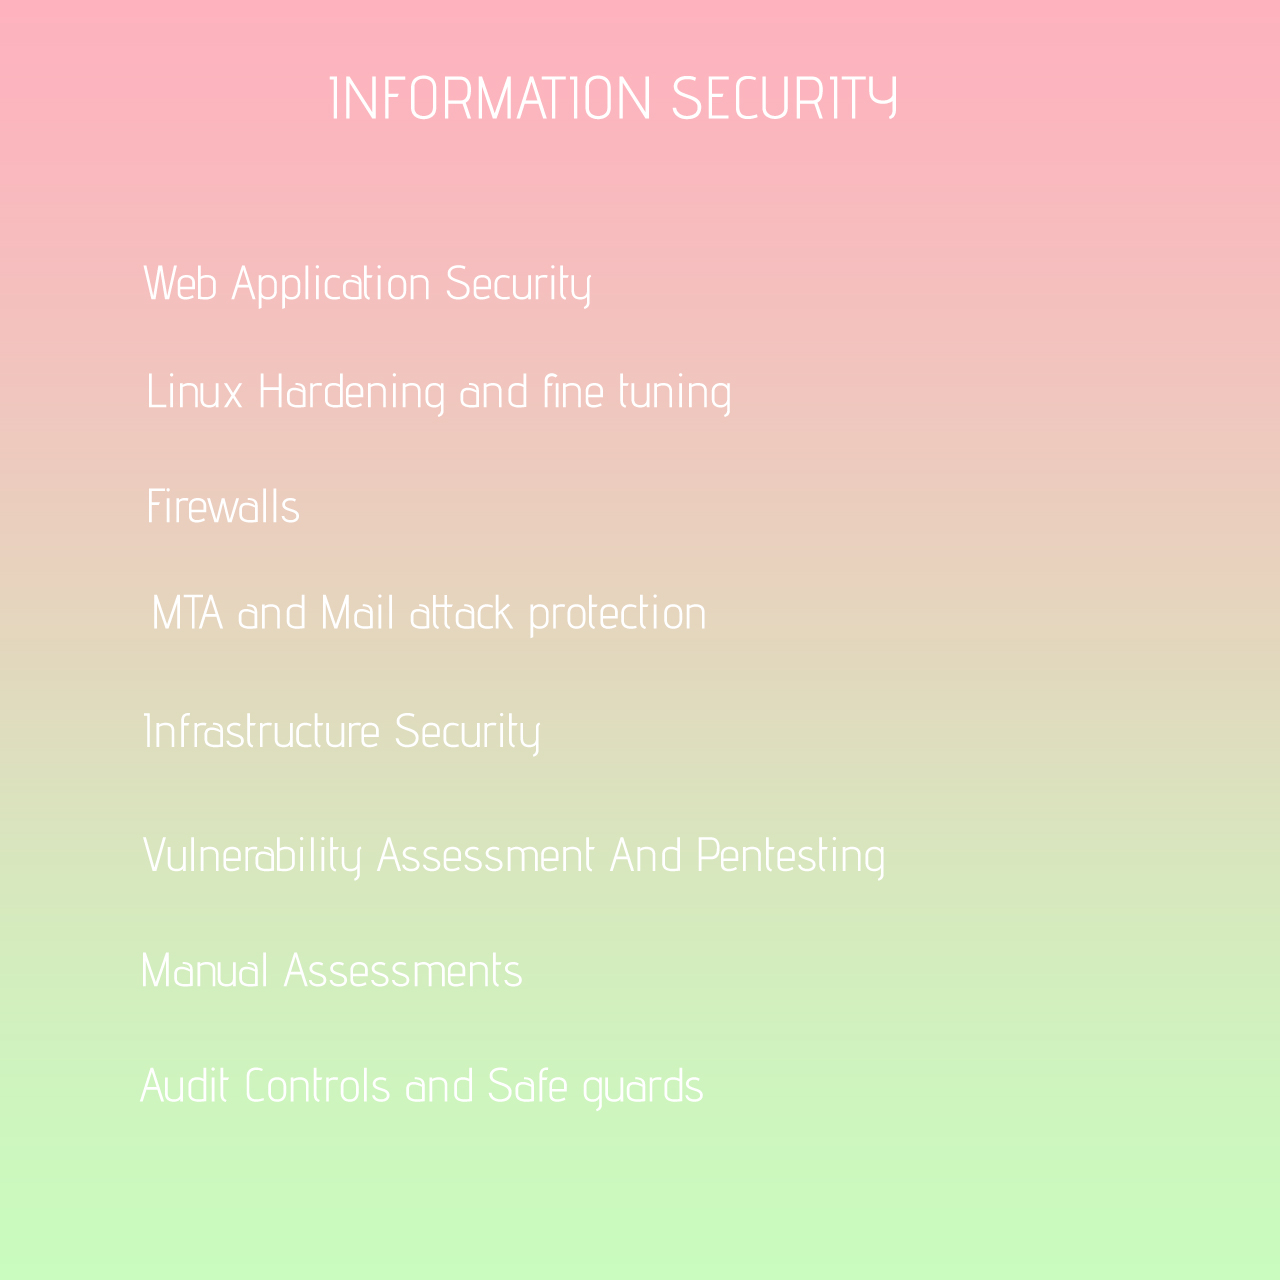 INFORMATION SECURITY
Web Application Security
Linux Hardening and fine tuning
Firewalls
MTA and Mail attack protection
Infrastructure Security
Vulnerability Assessment And Pentesting
Manual Assessments
Audit Controls and Safe guards